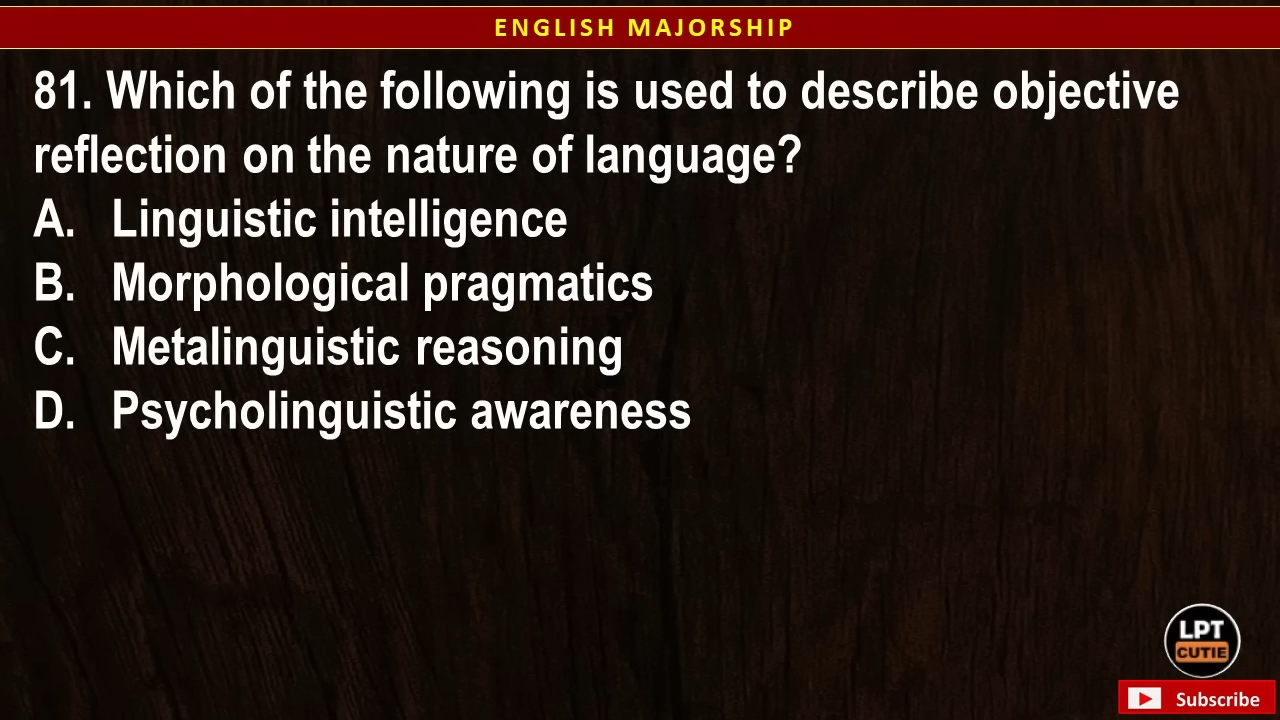 ENGLISH MAJORSHIP
81. Which of the following is used to describe objective
reflection on the nature of language?
A. Linguistic intelligence
B. Morphological pragmatics
C. Metalinguistic reasoning
D. Psycholinguistic awareness
LPT
CUTIE
Subscribe